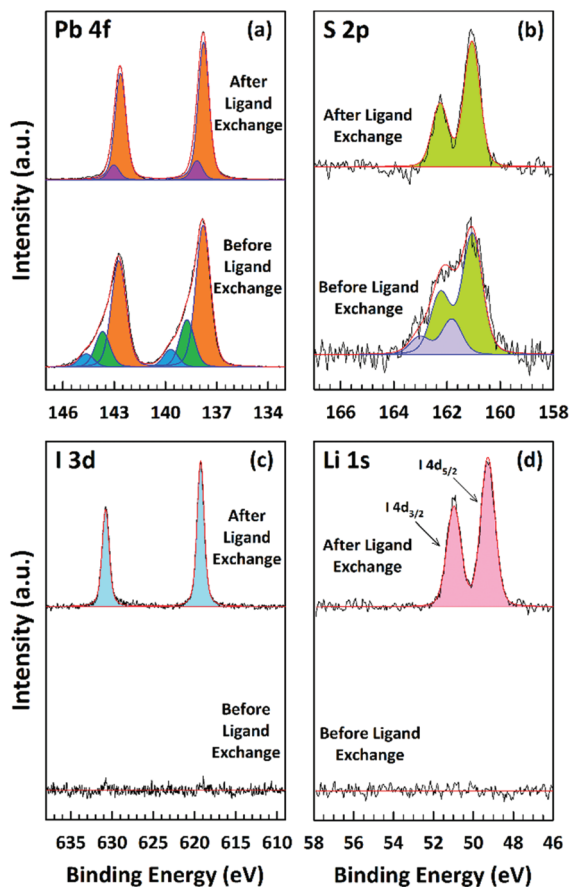 Pb 4f
(a)
After
Ligand
Exchange
Before
Ligand
Exchange
146 143 140 137 134
S 2p
(b)
After Ligand
Exchange
Before Ligand
Exchange
166 164 162 160 158
Intensity (a.u.)
I 3d
(c)
After
Ligand
Exchange
Before
Ligand
Exchange
635 630 625 620 615 610
Binding Energy (eV)
Li 1s
(d)
I 4d5/2
I 4d3/2
After Ligand
Exchange
Before Ligand
Exchange
58 56 54 52 50 48 46
Binding Energy (eV)
Intensity (a.u.)